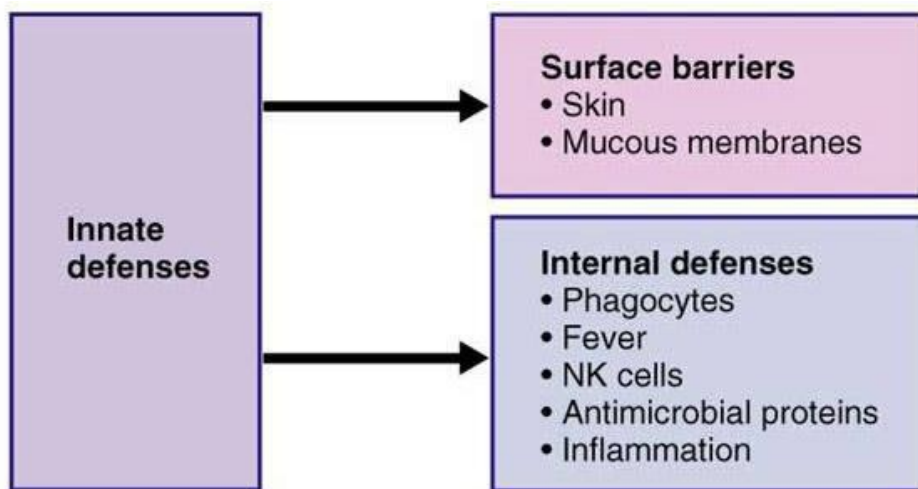 Innate
defenses
Surface barriers
• Skin
• Mucous membranes
Internal defenses
• Phagocytes
• Fever
• NK cells
• Antimicrobial proteins
• Inflammation